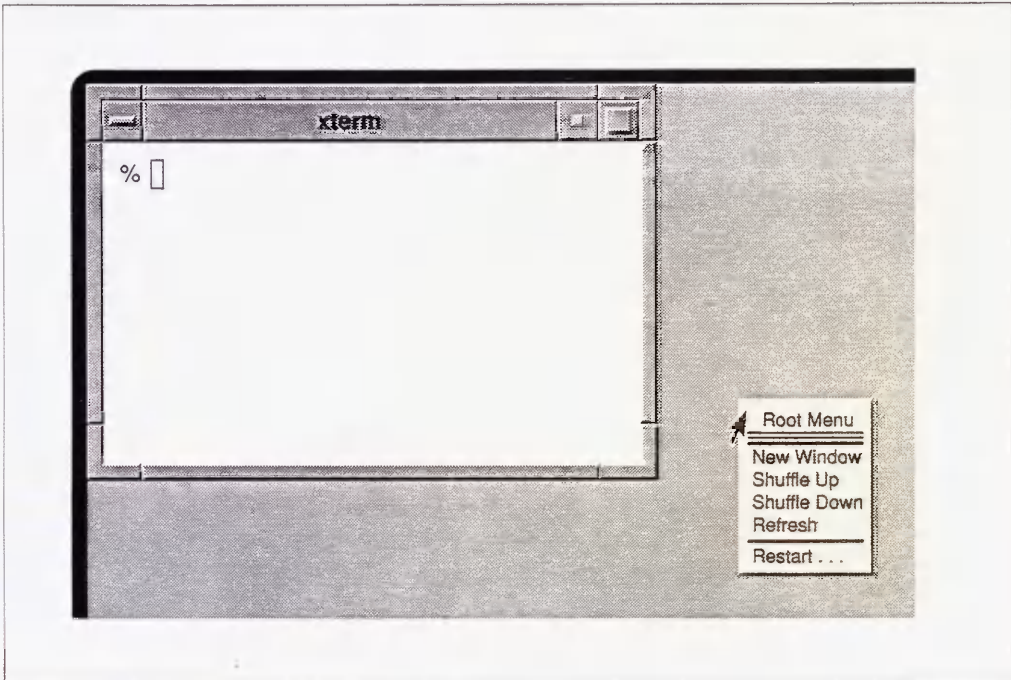 xterm
%
Root Menu
New Window
Shuffle Up
Shuffle Down
Refresh
Restart . . .